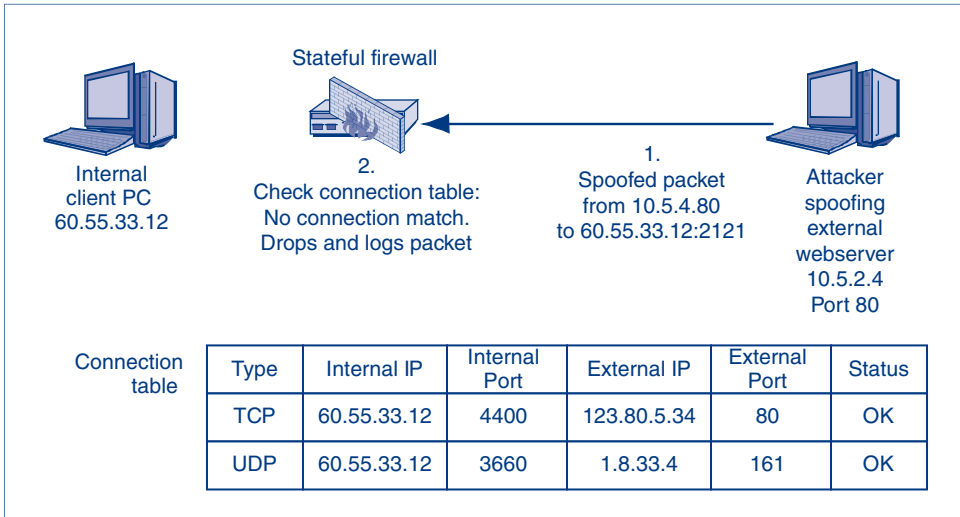 Stateful firewall
Internal
client PC
60.55.33.12
2.
Check connection table:
No connection match.
Drops and logs packet
1.
Spoofed packet
from 10.5.4.80
to 60.55.33.12:2121
Attacker
spoofing
external
webserver
10.5.2.4
Port 80
Connection
table
Type Internal IP Internal Port External IP External Port Status
TCP 60.55.33.12 4400 123.80.5.34 80 OK
UDP 60.55.33.12 3660 1.8.33.4 161 OK